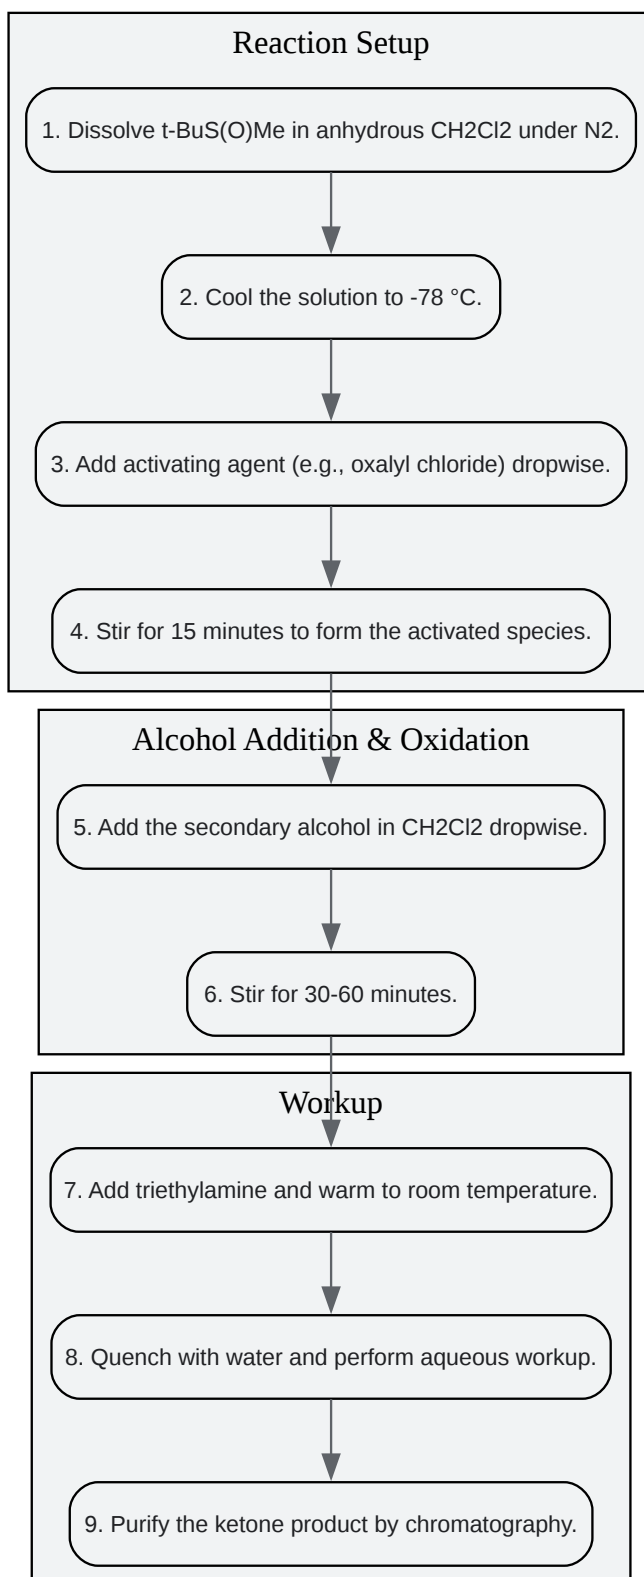 Reaction Setup
1. Dissolve t-BuS(O)Me in anhydrous CH2Cl2 under N2.
2. Cool the solution to -78 °C.
3. Add activating agent (e.g., oxalyl chloride) dropwise.
4. Stir for 15 minutes to form the activated species.
Alcohol Addition & Oxidation
5. Add the secondary alcohol in CH2Cl2 dropwise.
6. Stir for 30-60 minutes.
Workup
7. Add triethylamine and warm to room temperature.
8. Quench with water and perform aqueous workup.
9. Purify the ketone product by chromatography.